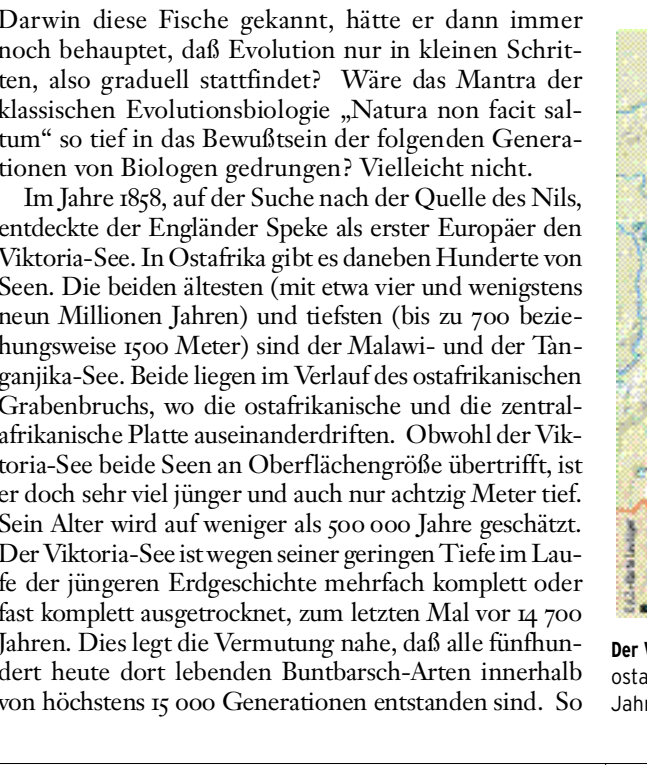 Darwin diese Fische gekannt, hätte er dann immer
noch behauptet, daß Evolution nur in kleinen Schrit-
ten, also graduell stattfindet? Wäre das Mantra der
klassischen Evolutionsbiologie „Natura non facit sal-
tum“ so tief in das Bewußtsein der folgenden Genera-
tionen von Biologen gedrungen? Vielleicht nicht.
Im Jahre 1858, auf der Suche nach der Quelle des Nils,
entdeckte der Engländer Speke als erster Europäer den
Viktoria-See. In Ostafrika gibt es daneben Hunderte von
Seen. Die beiden ältesten (mit etwa vier und wenigstens
neun Millionen Jahren) und tiefsten (bis zu 700 bezie-
hungsweise 1500 Meter) sind der Malawi- und der Tan-
ganjika-See. Beide liegen im Verlauf des ostafrikanischen
Grabenbruchs, wo die ostafrikanische und die zentral-
afrikanische Platte auseinanderdriften. Obwohl der Vik-
toria-See beide Seen an Oberflächengröße übertrifft, ist
er doch sehr viel jünger und auch nur achtzig Meter tief.
Sein Alter wird auf weniger als 500 000 Jahre geschätzt.
Der Viktoria-See ist wegen seiner geringen Tiefe im Lau-
fe der jüngeren Erdgeschichte mehrfach komplett oder
fast komplett ausgetrocknet, zum letzten Mal vor 14 700
Jahren. Dies legt die Vermutung nahe, daß alle fünfhun-
dert heute dort lebenden Buntbarsch-Arten innerhalb
von höchstens 15 000 Generationen entstanden sind. So
Der V
osta
Jahr